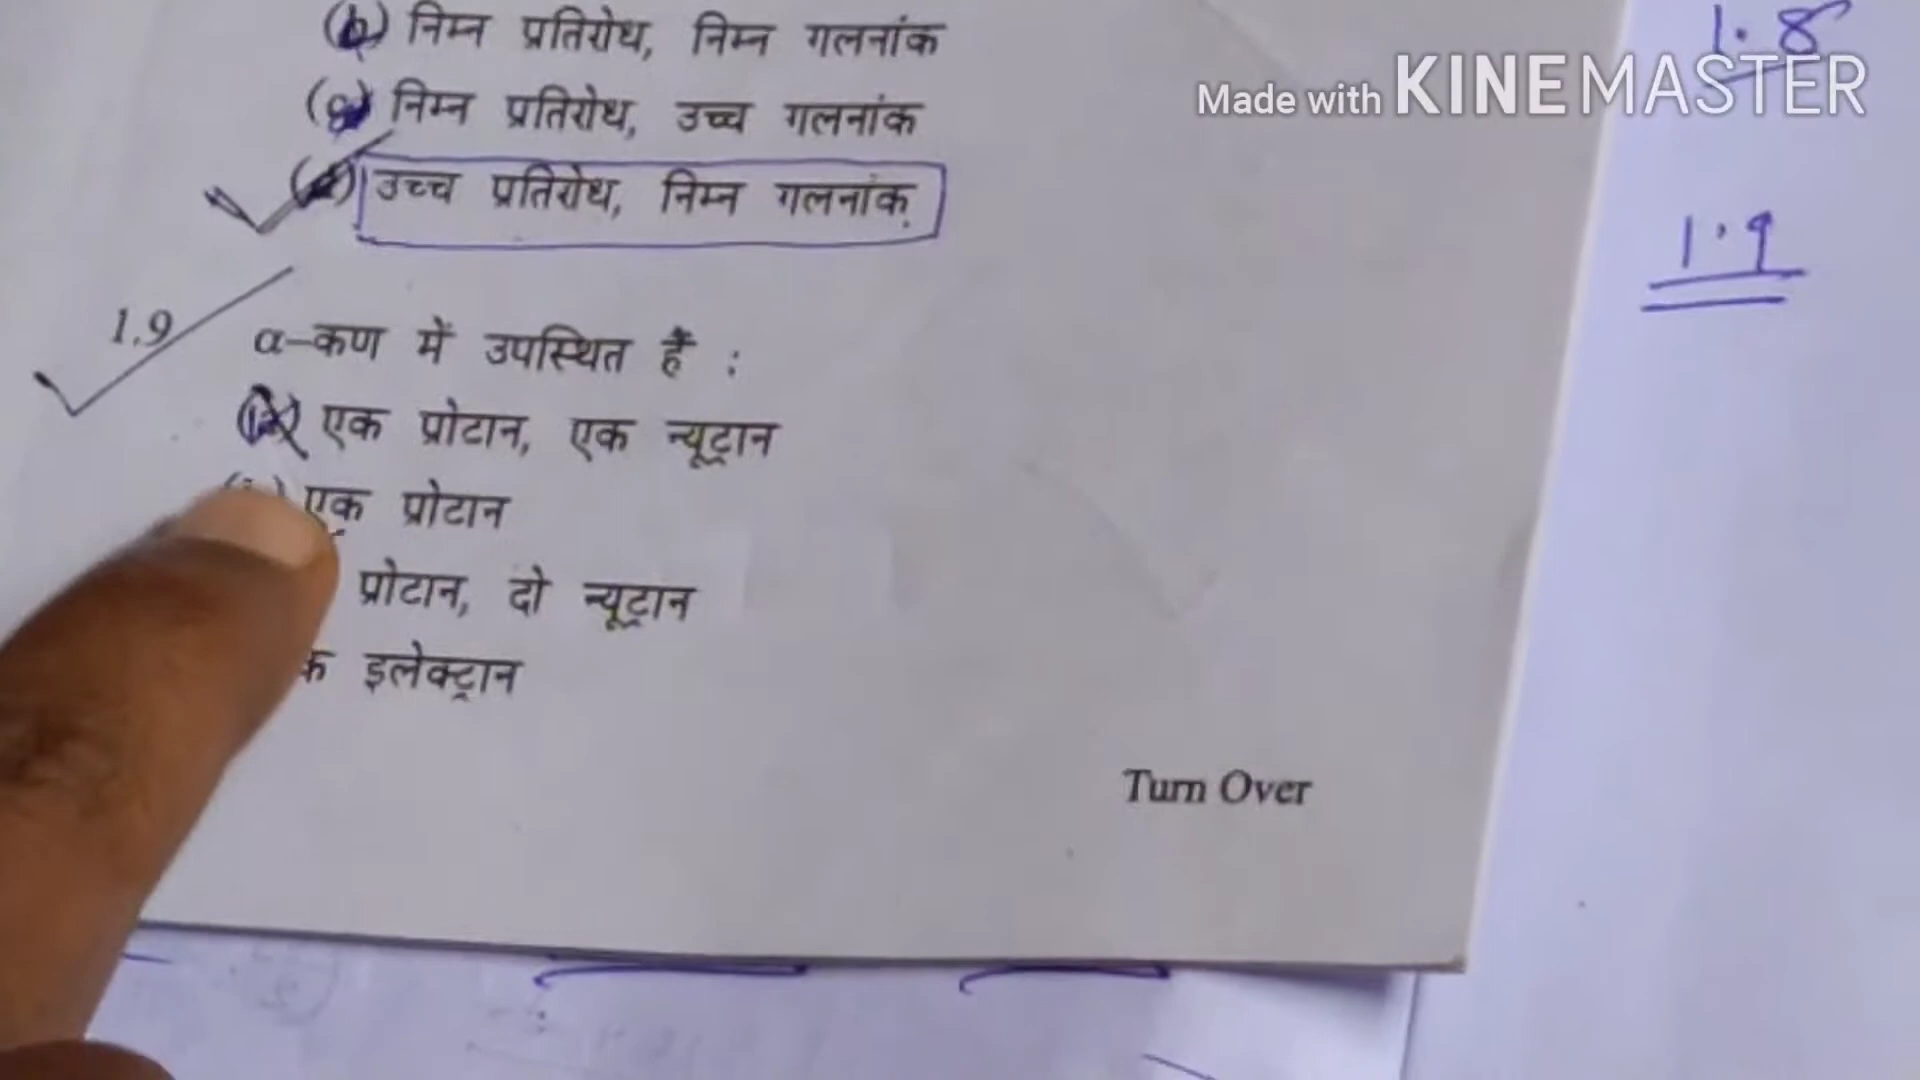 (b) निम्न प्रतिरोध, निम्न गलनांक
1.8
Made with KINEMASTER
(c) निम्न प्रतिरोध, उच्च गलनांक
उच्च प्रतिरोध, निम्न गलनांक
1.9
1.9 α–कण में उपस्थित हैं :
एक प्रोटान, एक न्यूट्रान
एक प्रोटान
प्रोटान, दो न्यूट्रान
इलेक्ट्रान
Turn Over